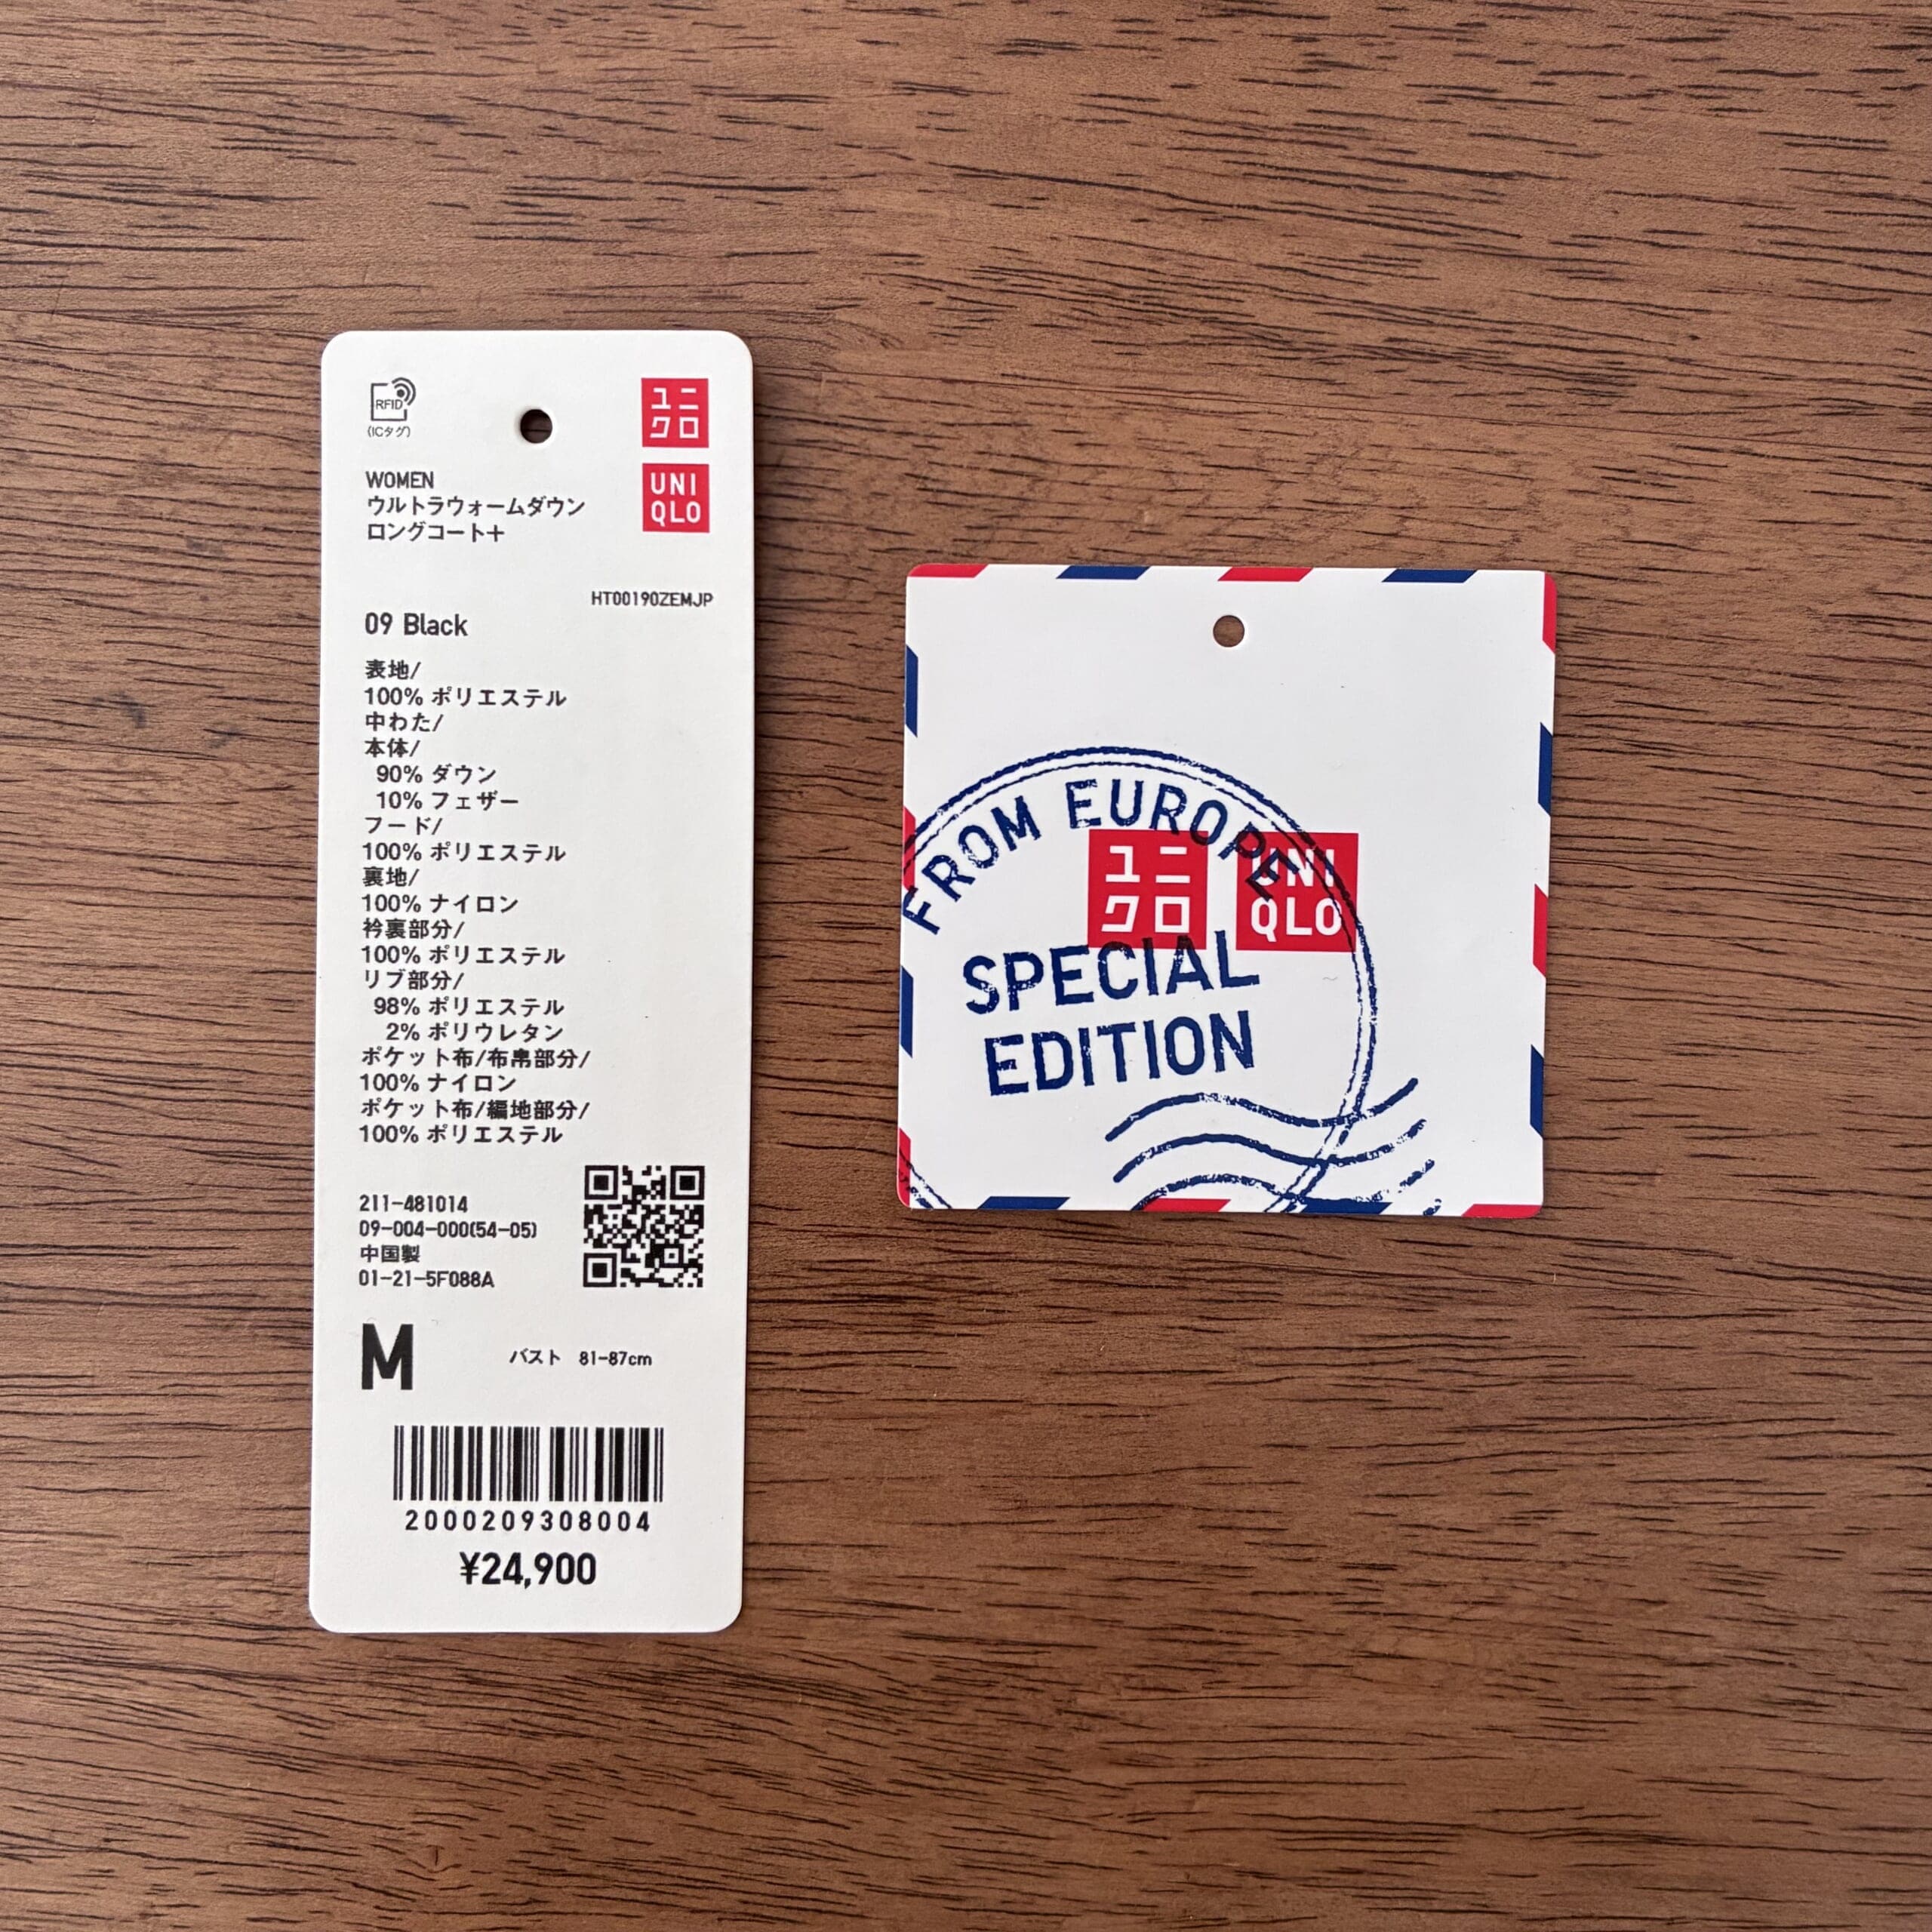 RFID
(ICタグ)
ユニ
クロ
UNI
QLO
WOMEN
ウルトラウォームダウン
ロングコート+
HT00190ZEMJP
09 Black
表地/
100% ポリエステル
中わた/
本体/
90% ダウン
10% フェザー
フード/
100% ポリエステル
裏地/
100% ナイロン
衿裏部分/
100% ポリエステル
リブ部分/
98% ポリエステル
2% ポリウレタン
ポケット布/布帛部分/
100% ナイロン
ポケット布/編地部分/
100% ポリエステル
211-481014
09-004-000(54-05)
中国製
01-21-5F088A
M
バスト 81-87cm
2000209308004
¥24,900
FROM EUROPE
ユニ
クロ
UNI
QLO
SPECIAL
EDITION